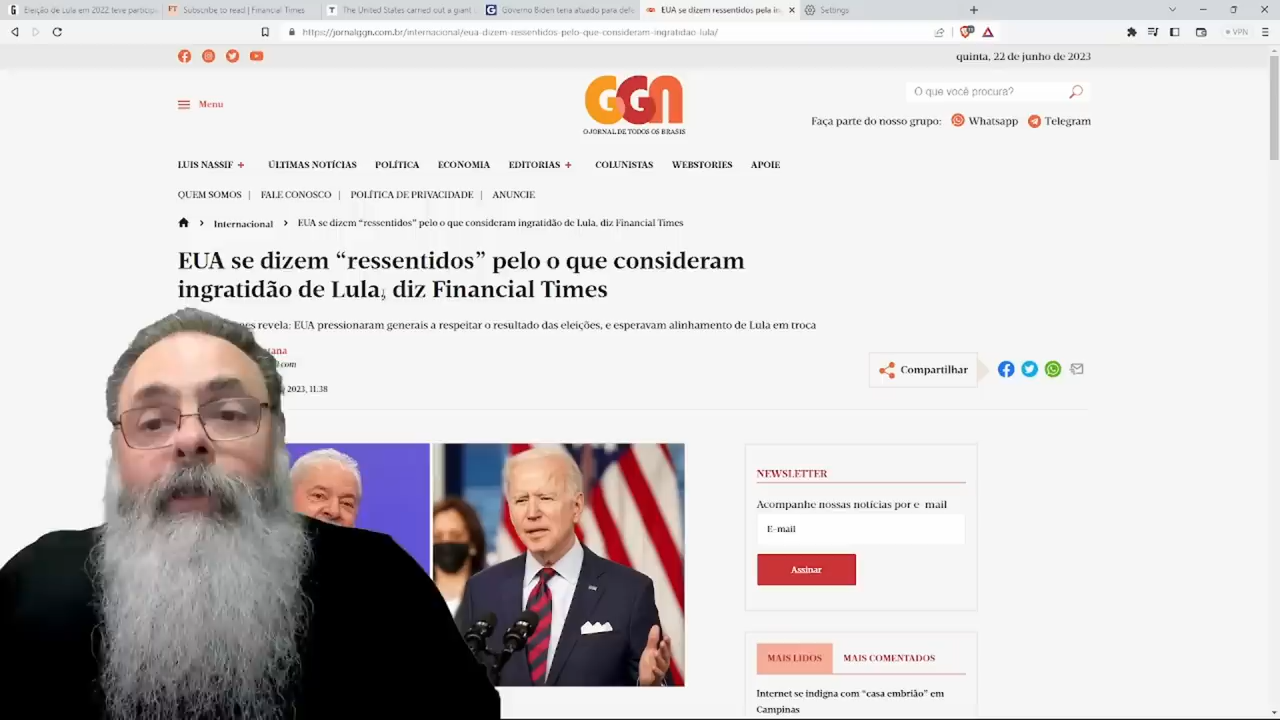 Eleição de Lula em 2022 teve particip
FT Subscribe to read | Financial Times
T The United States carried out a giant
G Governo Biden teria atuado para defe
EUA se dizem ressentidos pela in
Settings
https://jornalggn.com.br/internacional/eua-dizem-ressentidos-pelo-que-consideram-ingratidao-lula/
VPN
quinta, 22 de junho de 2023
Menu
GGN
O JORNAL DE TODOS OS BRASIS
O que você procura?
Faça parte do nosso grupo: Whatsapp Telegram
LUIS NASSIF + ÚLTIMAS NOTÍCIAS POLÍTICA ECONOMIA EDITORIAS + COLUNISTAS WEBSTORIES APOIE
QUEM SOMOS | FALE CONOSCO | POLÍTICA DE PRIVACIDADE | ANUNCIE
Internacional > EUA se dizem “ressentidos” pelo o que consideram ingratidão de Lula, diz Financial Times
EUA se dizem “ressentidos” pelo o que consideram
ingratidão de Lula, diz Financial Times
revela: EUA pressionaram generais a respeitar o resultado das eleições, e esperavam alinhamento de Lula em troca
2023, 11.38
Compartilhar
NEWSLETTER
Acompanhe nossas notícias por e-mail
E-mail
Assinar
MAIS LIDOS MAIS COMENTADOS
Internet se indigna com “casa embrião” em
Campinas